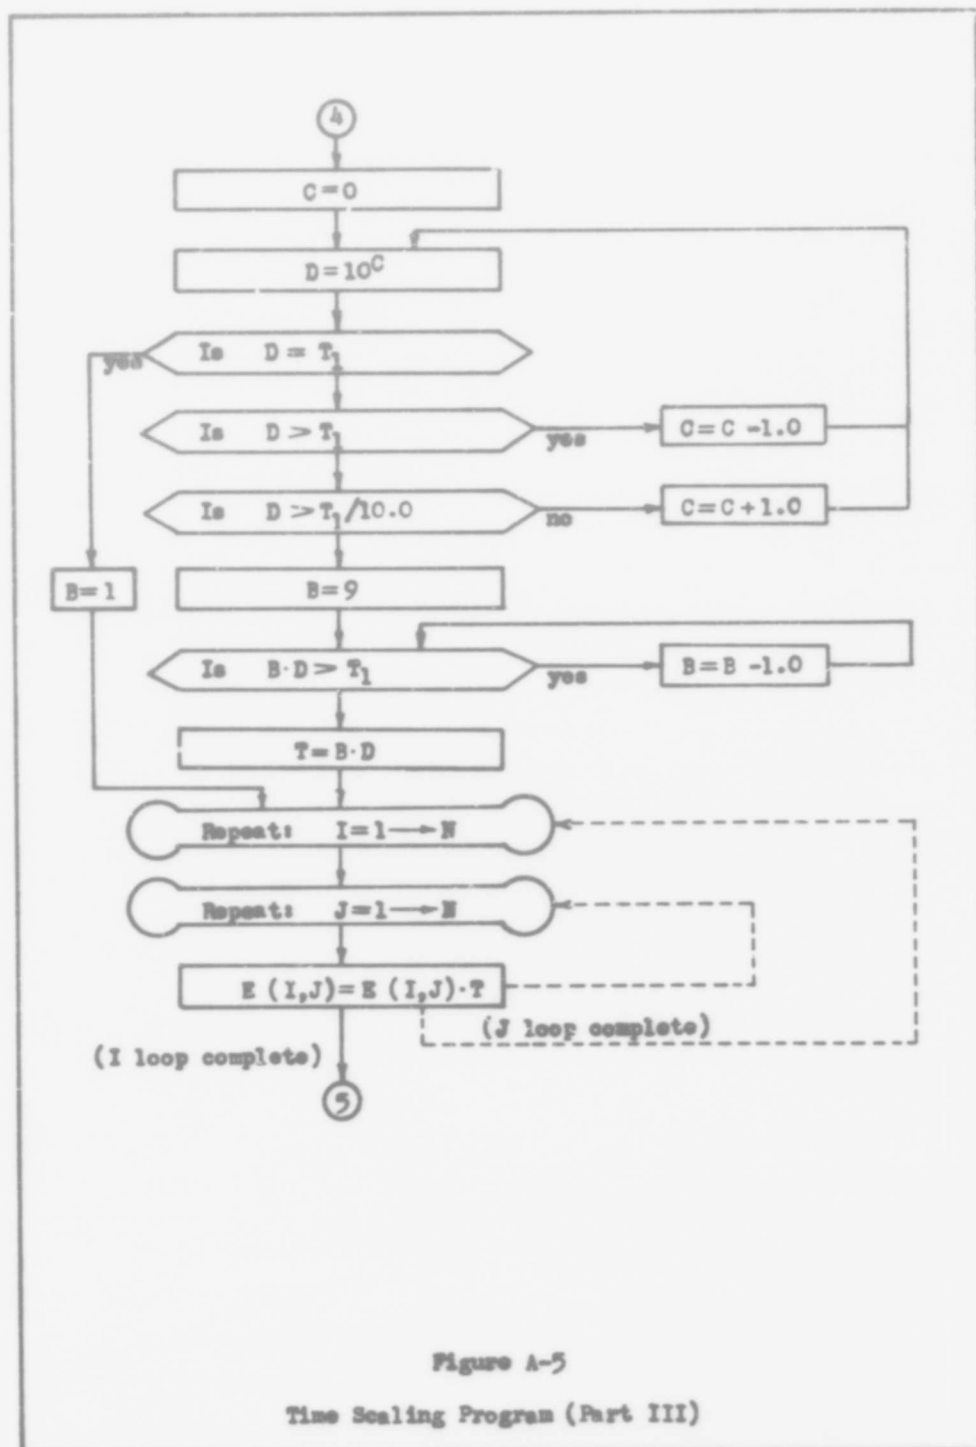 4
C = 0
D = 10^C
Is D = T₁
yes
Is D > T₁
yes
C = C - 1.0
Is D > T₁/10.0
no
C = C + 1.0
B = 1
B = 9
Is B·D > T₁
yes
B = B - 1.0
T = B·D
Repeat: I = 1 → N
Repeat: J = 1 → N
E (I,J) = E (I,J)·T
(J loop complete)
(I loop complete)
5
Figure A-5
Time Scaling Program (Part III)